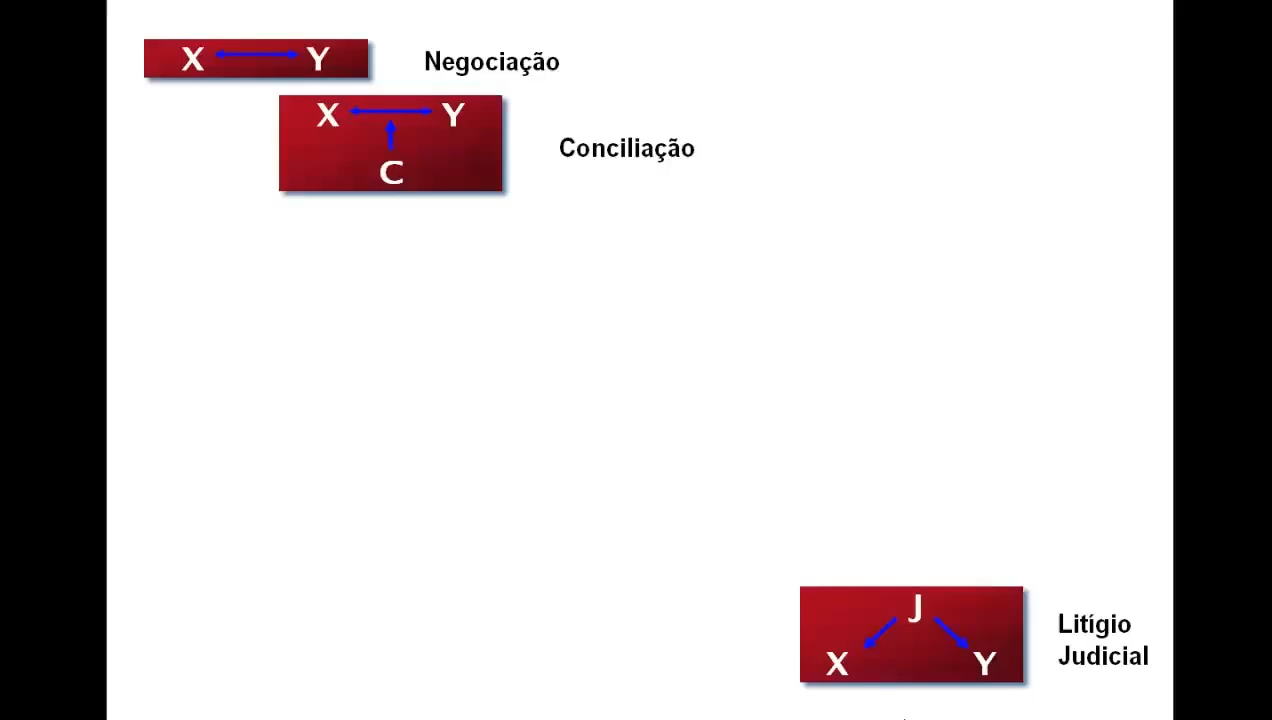 X Y
Negociação
X Y
C
Conciliação
J
X Y
Litígio
Judicial